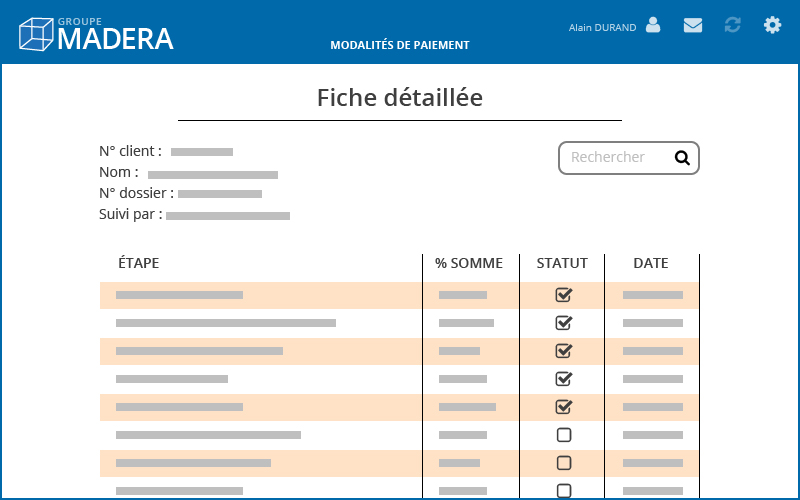 GROUPE
MADERA
MODALITÉS DE PAIEMENT
Alain DURAND
Fiche détaillée
N° client :
Nom :
N° dossier :
Suivi par :
Rechercher
ÉTAPE % SOMME STATUT DATE